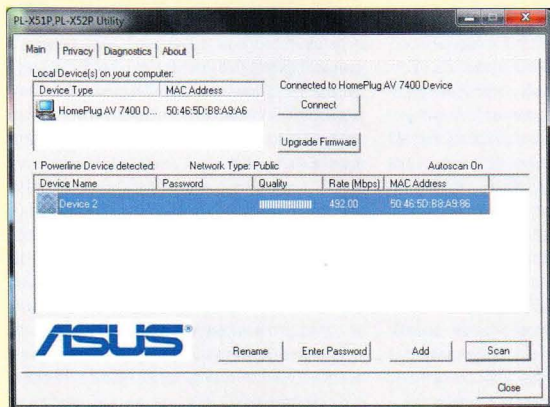 PL-X51P,PL-X52P Utility
Main Privacy Diagnostics About
Local Device(s) on your computer:
Device Type MAC Address
HomePlug AV 7400 D... 50:46:5D:B8:A9:A6
Connected to HomePlug AV 7400 Device
Connect
Upgrade Firmware
1 Powerline Device detected: Network Type: Public Autoscan On
Device Name Password Quality Rate (Mbps) MAC Address
Device 2 492.00 50:46:5D:B8:A9:86
ASUS®
Rename Enter Password Add Scan
Close